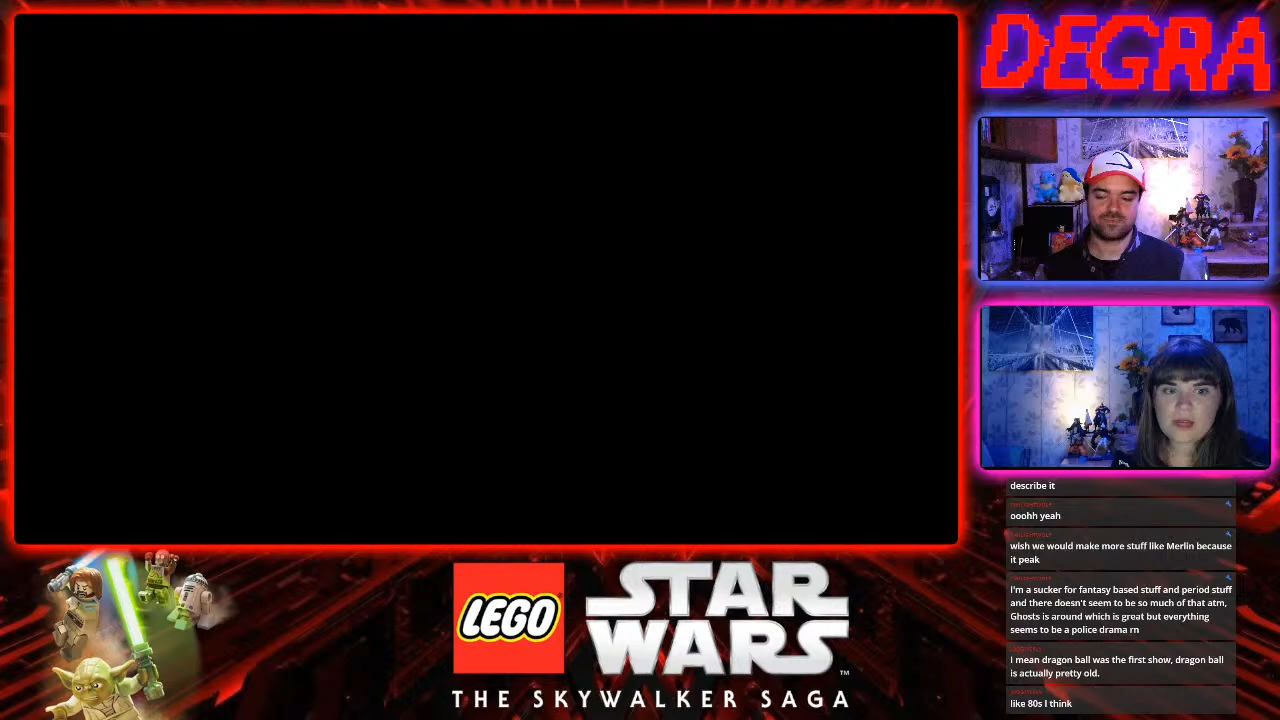 DEGRA
describe it
ooohh yeah
wish we would make more stuff like Merlin because
it peak
I'm a sucker for fantasy based stuff and period stuff
and there doesn't seem to be so much of that atm,
Ghosts is around which is great but everything
seems to be a police drama rn
I mean dragon ball was the first show, dragon ball
is actually pretty old.
like 80s I think
LEGO
STAR
WARS
THE SKYWALKER SAGA